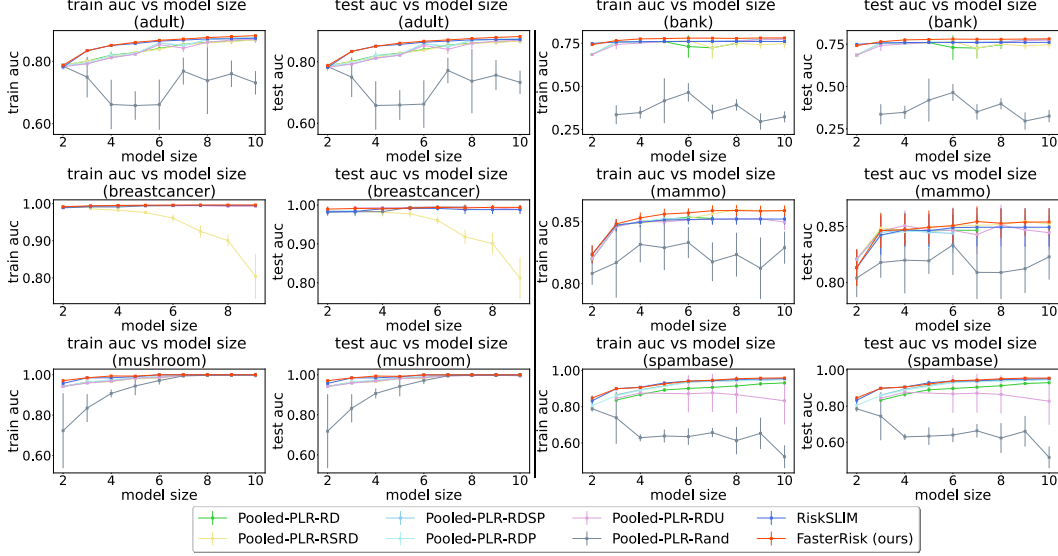 train auc vs model size
(adult)
test auc vs model size
(adult)
train auc vs model size
(bank)
test auc vs model size
(bank)
train auc
0.80
0.60
2 4 6 8 10
model size
test auc
0.80
0.60
2 4 6 8 10
model size
train auc
0.75
0.50
0.25
2 4 6 8 10
model size
test auc
0.75
0.50
0.25
2 4 6 8 10
model size
train auc vs model size
(breastcancer)
test auc vs model size
(breastcancer)
train auc vs model size
(mammo)
test auc vs model size
(mammo)
train auc
1.00
0.90
0.80
2 4 6 8
model size
test auc
1.00
0.90
0.80
2 4 6 8
model size
train auc
0.85
0.80
2 4 6 8 10
model size
test auc
0.85
0.80
2 4 6 8 10
model size
train auc vs model size
(mushroom)
test auc vs model size
(mushroom)
train auc vs model size
(spambase)
test auc vs model size
(spambase)
train auc
1.00
0.80
0.60
2 4 6 8 10
model size
test auc
1.00
0.80
0.60
2 4 6 8 10
model size
train auc
1.00
0.80
0.60
2 4 6 8 10
model size
test auc
1.00
0.80
0.60
2 4 6 8 10
model size
Pooled-PLR-RD Pooled-PLR-RDSP Pooled-PLR-RDU RiskSLIM
Pooled-PLR-RSRD Pooled-PLR-RDP Pooled-PLR-Rand FasterRisk (ours)